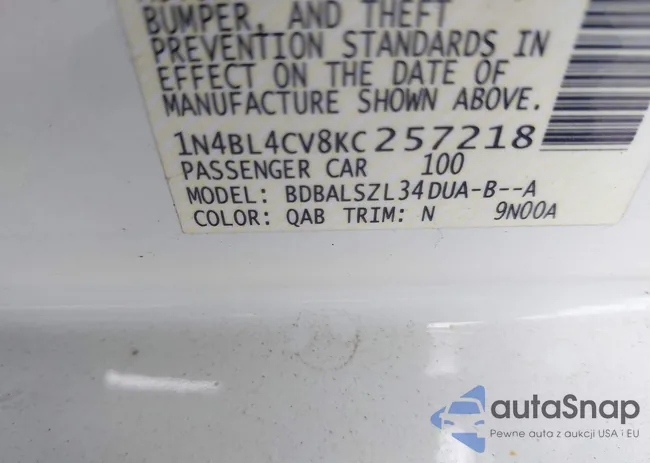 BUMPER, AND THEFT
PREVENTION STANDARDS IN
EFFECT ON THE DATE OF
MANUFACTURE SHOWN ABOVE.
1N4BL4CV8KC257218
PASSENGER CAR 100
MODEL: BDBALSZL34DUA-B--A
COLOR: QAB TRIM: N 9N00A
autoSnap
Pewne auta z aukcji USA i EU